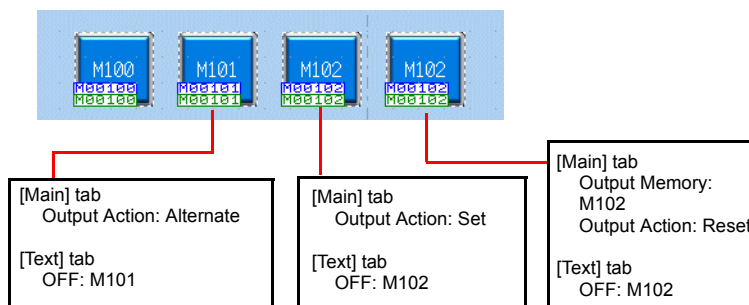 M100 M101 M102 M102
M00100 M00101 M00102 M00102
M00100 M00101 M00102 M00102
[Main] tab
Output Action: Alternate
[Text] tab
OFF: M101
[Main] tab
Output Action: Set
[Text] tab
OFF: M102
[Main] tab
Output Memory:
M102
Output Action: Reset
[Text] tab
OFF: M102